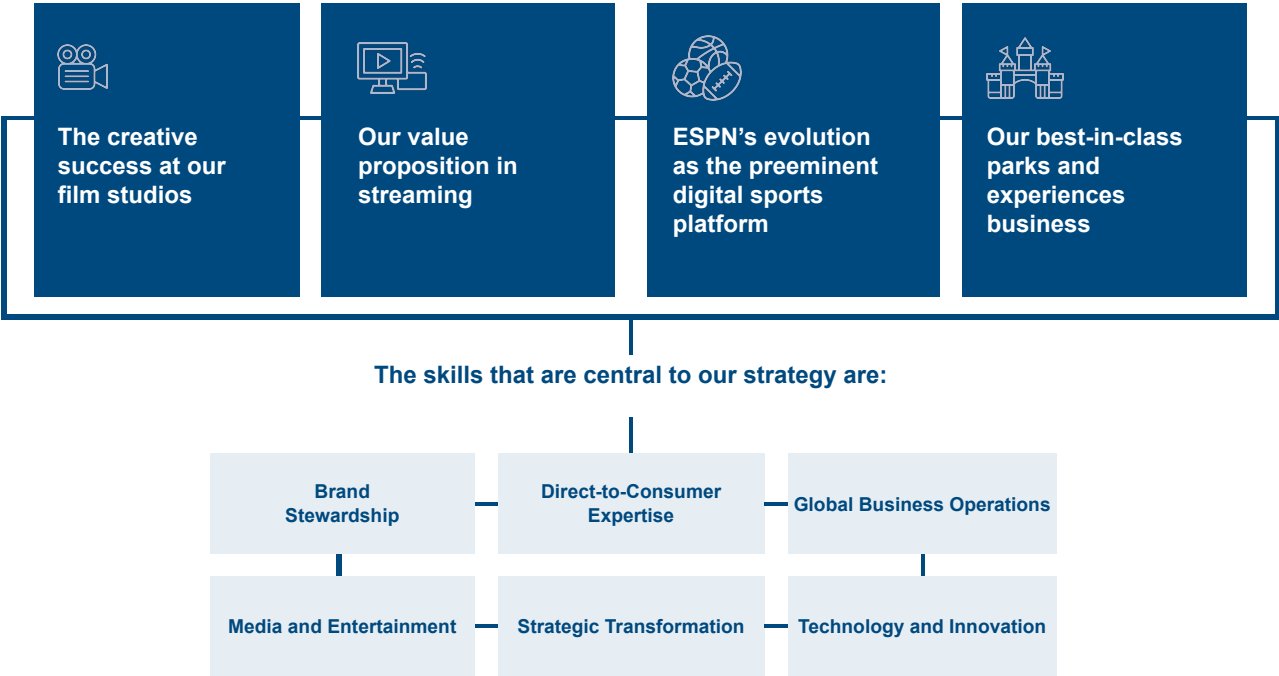 The creative
success at our
film studios
Our value
proposition in
streaming
ESPN’s evolution
as the preeminent
digital sports
platform
Our best-in-class
parks and
experiences
business
The skills that are central to our strategy are:
Brand
Stewardship
Direct-to-Consumer
Expertise
Global Business Operations
Media and Entertainment
Strategic Transformation
Technology and Innovation